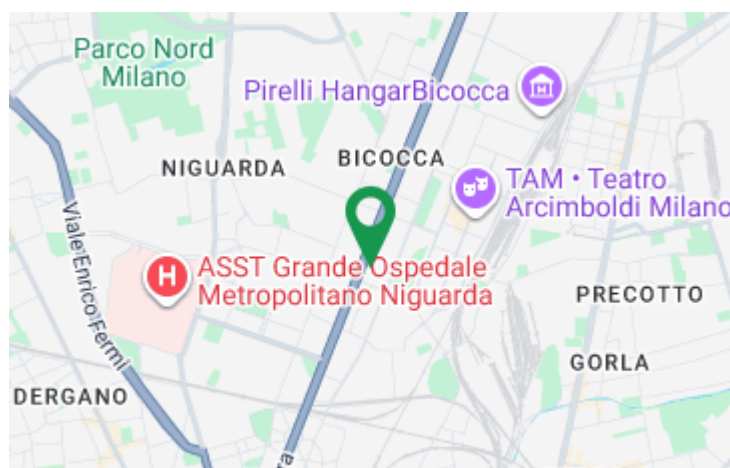 Parco Nord
Milano
Pirelli HangarBicocca
BICOCCA
NIGUARDA
TAM • Teatro
Arcimboldi Milano
Viale Enrico Fermi
H
ASST Grande Ospedale
Metropolitano Niguarda
PRECOTTO
GORLA
DERGANO